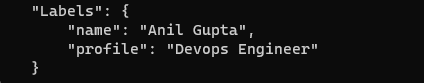 "Labels": {
    "name": "Anil Gupta",
    "profile": "Devops Engineer"
}